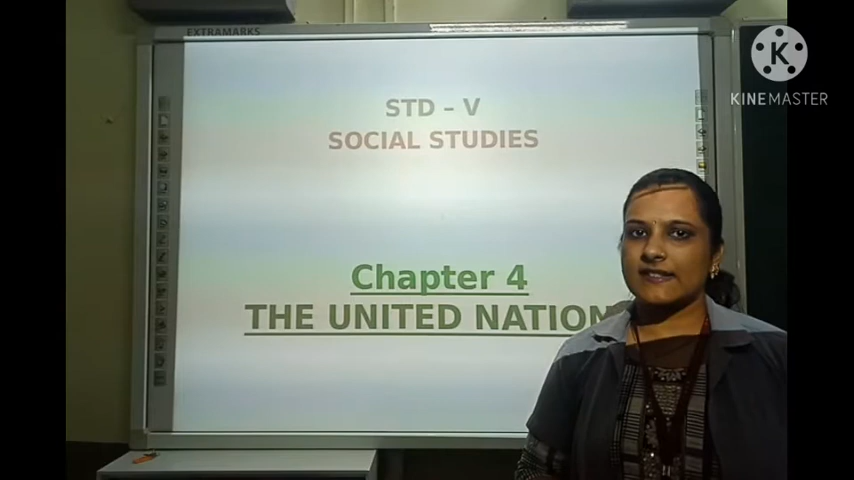 EXTRAMARKS
STD – V
SOCIAL STUDIES
Chapter 4
THE UNITED NATION
K
KINEMASTER